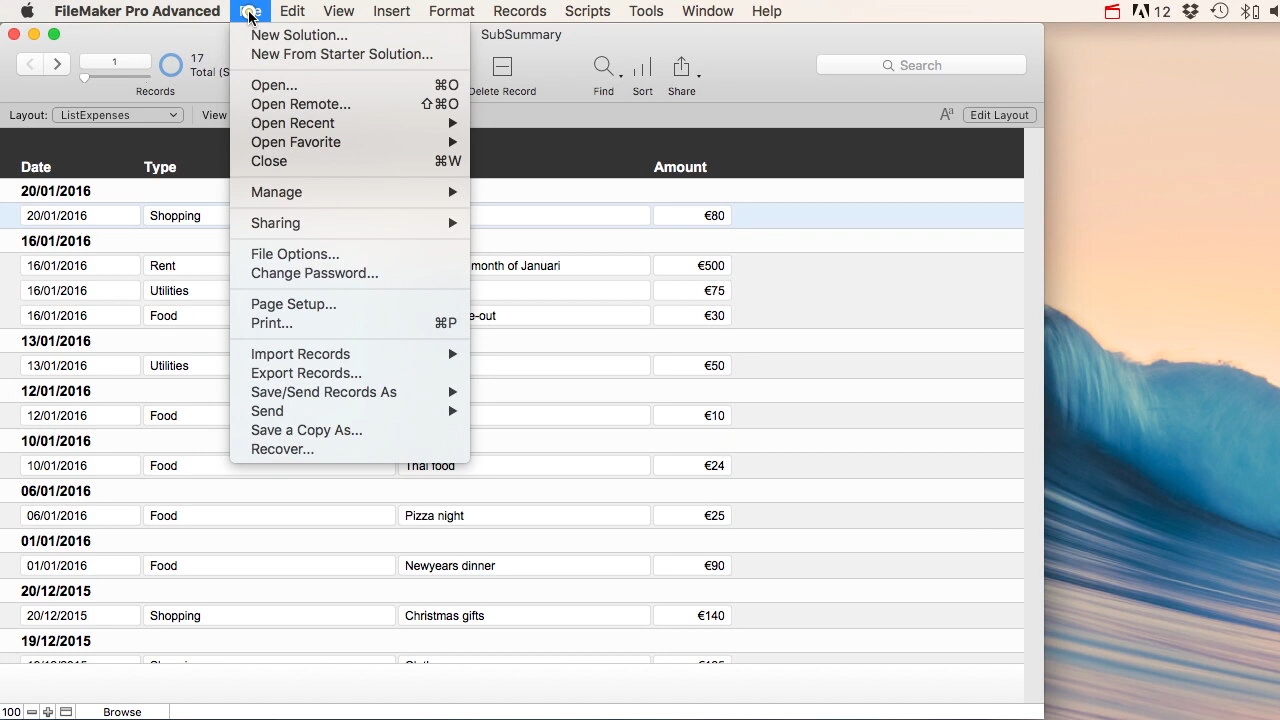 FileMaker Pro Advanced File Edit View Insert Format Records Scripts Tools Window Help 12
SubSummary
1
17
Total (S
Records
Delete Record
Find
Sort
Share
Search
Layout: ListExpenses View
Aa Edit Layout
New Solution...
New From Starter Solution...
Open... ⌘O
Open Remote... ⇧⌘O
Open Recent
Open Favorite
Close ⌘W
Manage
Sharing
File Options...
Change Password...
Page Setup...
Print... ⌘P
Import Records
Export Records...
Save/Send Records As
Send
Save a Copy As...
Recover...
Date Type Amount
20/01/2016
20/01/2016 Shopping €80
16/01/2016
16/01/2016 Rent month of Januari €500
16/01/2016 Utilities €75
16/01/2016 Food e-out €30
13/01/2016
13/01/2016 Utilities €50
12/01/2016
12/01/2016 Food €10
10/01/2016
10/01/2016 Food Thai food €24
06/01/2016
06/01/2016 Food Pizza night €25
01/01/2016
01/01/2016 Food Newyears dinner €90
20/12/2015
20/12/2015 Shopping Christmas gifts €140
19/12/2015
100 Browse